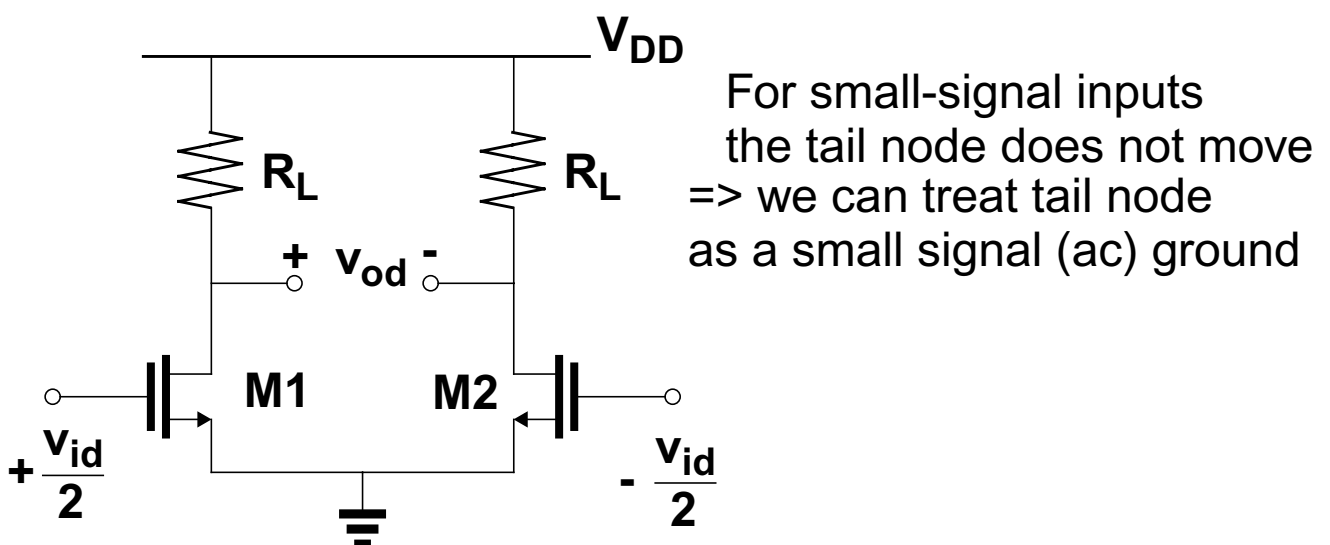 VDD
For small-signal inputs
the tail node does not move
=> we can treat tail node
as a small signal (ac) ground
RL
RL
+ vod -
M1
M2
+ vid
2
- vid
2